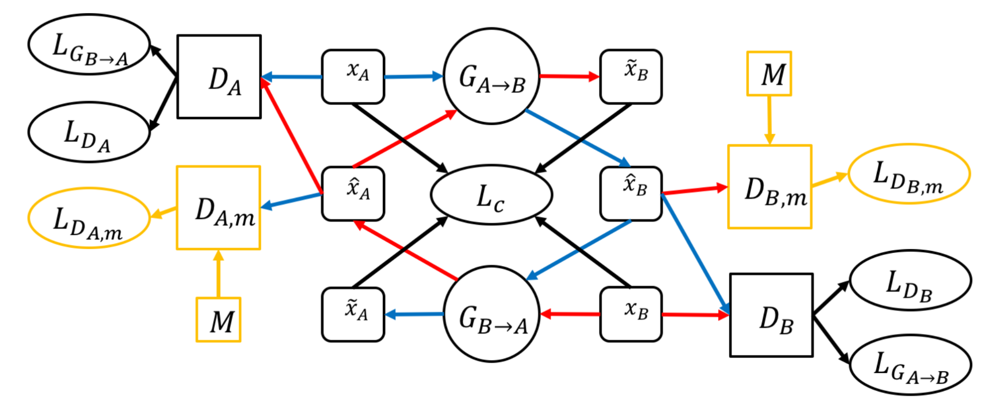 L_{G_{B→A}}
D_A
x_A
G_{A→B}
x̃_B
M
L_{D_A}
L_{D_{A,m}}
D_{A,m}
x̂_A
L_c
x̂_B
D_{B,m}
L_{D_{B,m}}
M
x̃_A
G_{B→A}
x_B
D_B
L_{D_B}
L_{G_{A→B}}